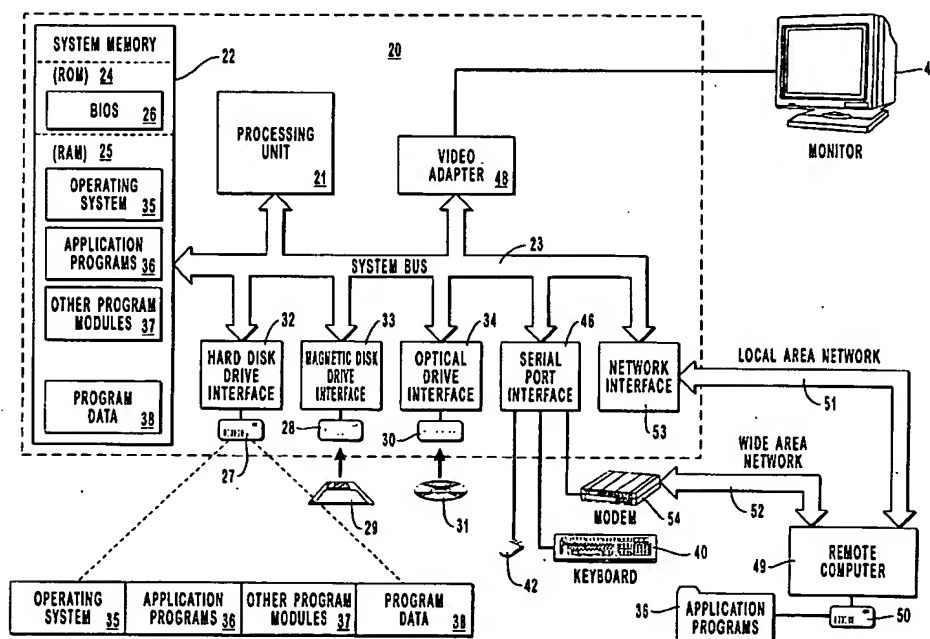 SYSTEM MEMORY
(ROM) 24
BIOS 26
(RAM) 25
OPERATING
SYSTEM 35
APPLICATION
PROGRAMS 36
OTHER PROGRAM
MODULES 37
PROGRAM
DATA 38
22
20
PROCESSING
UNIT
21
VIDEO
ADAPTER
48
4
MONITOR
23
SYSTEM BUS
32
HARD DISK
DRIVE
INTERFACE
33
MAGNETIC DISK
DRIVE
INTERFACE
34
OPTICAL DRIVE
INTERFACE
46
SERIAL
PORT
INTERFACE
NETWORK
INTERFACE
53
LOCAL AREA NETWORK
51
27
28
30
29
31
WIDE AREA
NETWORK
52
MODEM
54
42
KEYBOARD
40
49
REMOTE
COMPUTER
50
36
APPLICATION
PROGRAMS
OPERATING
SYSTEM 35
APPLICATION
PROGRAMS 36
OTHER PROGRAM
MODULES 37
PROGRAM
DATA 38